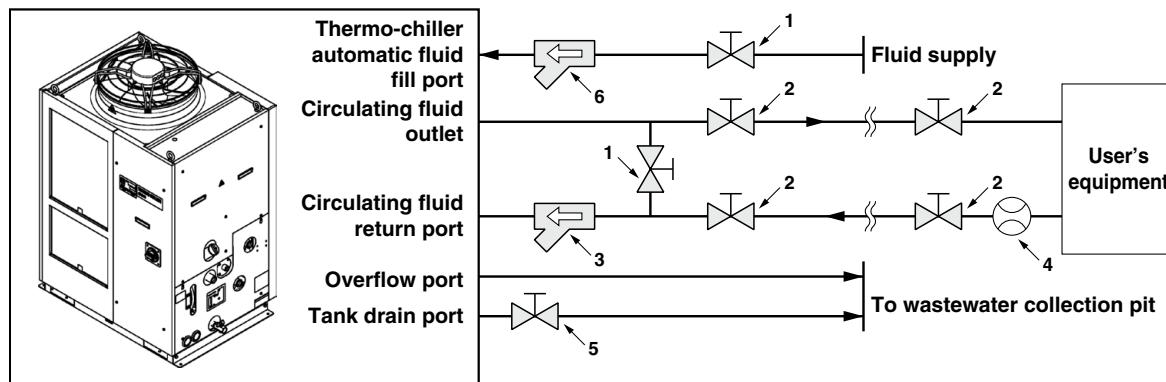 Thermo-chiller
automatic fluid
fill port
1
Fluid supply
6
Circulating fluid
outlet
2
2
1
User's
equipment
Circulating fluid
return port
2
2
3
4
Overflow port
To wastewater collection pit
Tank drain port
5